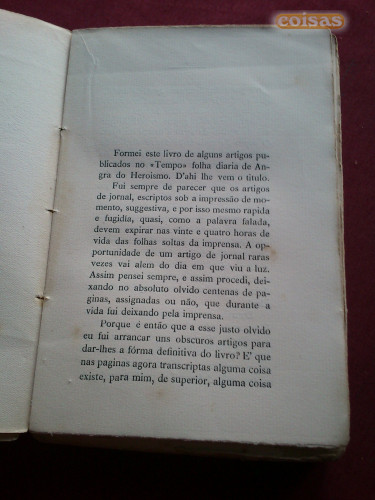 coisas
Formei este livro de alguns artigos pu-
blicados no «Tempo» folha diaria de An-
gra do Heroismo. D'ahi lhe vem o titulo.
Fui sempre de parecer que os artigos
de jornal, escriptos sob a impressão de mo-
mento, suggestiva, e por isso mesmo rapida
e fugidia, quasi, como a palavra falada,
devem expirar nas vinte e quatro horas de
vida das folhas soltas da imprensa. A op-
portunidade de um artigo de jornal raras
vezes vai alem do dia em que viu a luz.
Assim pensei sempre, e assim procedi, dei-
xando no absoluto olvido centenas de pa-
ginas, assignadas ou não, que durante a
vida fui deixando pela imprensa.
Porque é então que a esse justo olvido
eu fui arrancar uns obscuros artigos para
dar-lhes a fórma definitiva do livro? E' que
nas paginas agora transcriptas alguma coisa
existe, para mim, de superior, alguma coisa